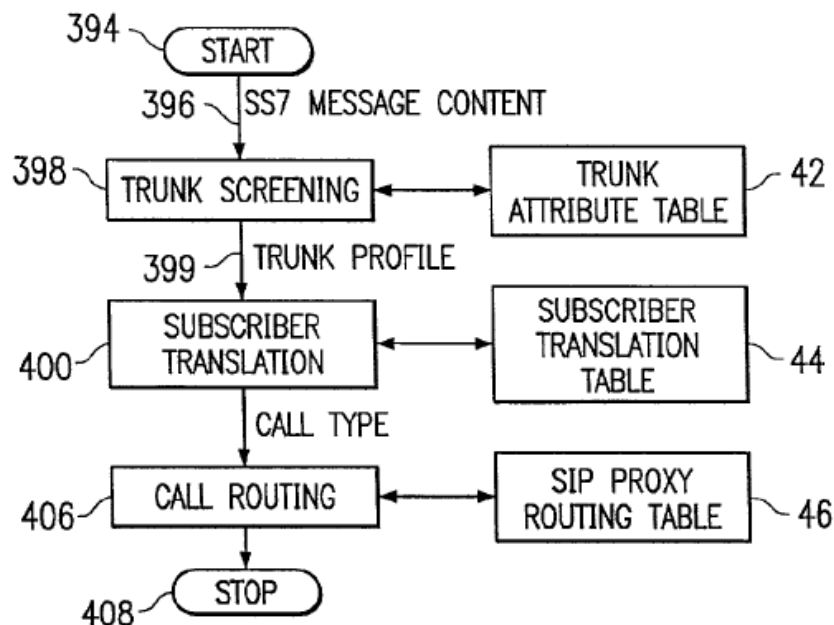 394
START
396
SS7 MESSAGE CONTENT
398
TRUNK SCREENING
TRUNK
ATTRIBUTE TABLE
42
399
TRUNK PROFILE
400
SUBSCRIBER
TRANSLATION
SUBSCRIBER
TRANSLATION
TABLE
44
CALL TYPE
406
CALL ROUTING
SIP PROXY
ROUTING TABLE
46
408
STOP